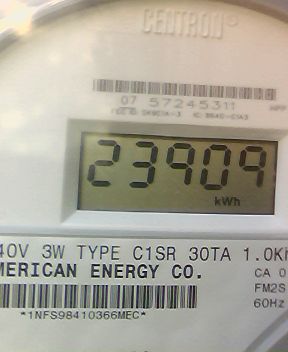 CENTRON®
07 57245311
23909
kWh
40V 3W TYPE C1SR 30TA 1.0Kh
MERICAN ENERGY CO.
CA 0
FM2S
60Hz
*1NFS98410366MEC*